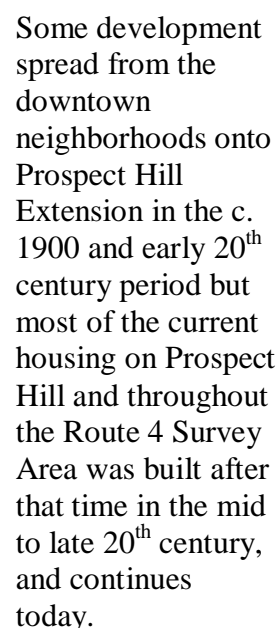 Some development
spread from the
downtown
neighborhoods onto
Prospect Hill
Extension in the c.
1900 and early 20th
century period but
most of the current
housing on Prospect
Hill and throughout
the Route 4 Survey
Area was built after
that time in the mid
to late 20th century,
and continues
today.